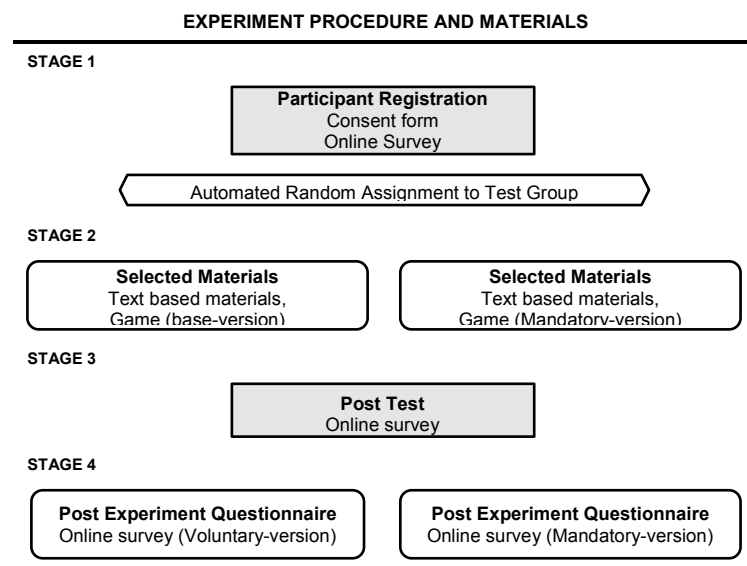 EXPERIMENT PROCEDURE AND MATERIALS
STAGE 1
Participant Registration
Consent form
Online Survey
Automated Random Assignment to Test Group
STAGE 2
Selected Materials
Text based materials,
Game (base-version)
Selected Materials
Text based materials,
Game (Mandatory-version)
STAGE 3
Post Test
Online survey
STAGE 4
Post Experiment Questionnaire
Online survey (Voluntary-version)
Post Experiment Questionnaire
Online survey (Mandatory-version)